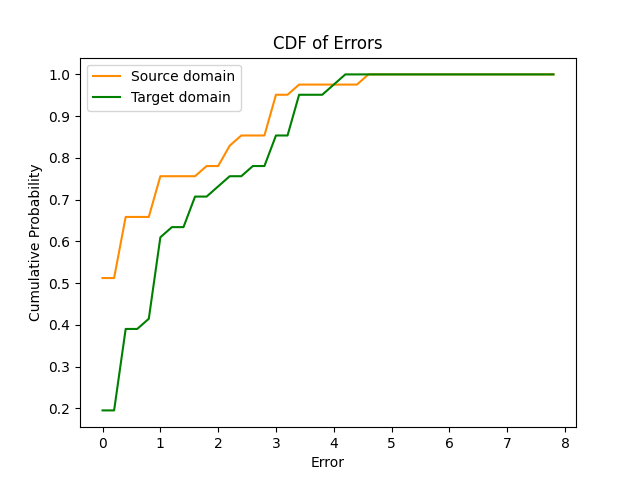 CDF of Errors
Source domain
Target domain
Cumulative Probability
1.0
0.9
0.8
0.7
0.6
0.5
0.4
0.3
0.2
0 1 2 3 4 5 6 7 8
Error